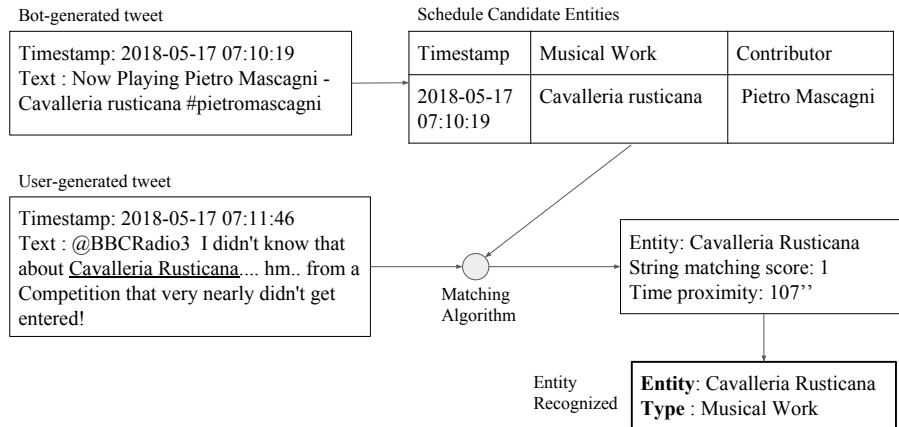 Bot-generated tweet
Timestamp: 2018-05-17 07:10:19
Text : Now Playing Pietro Mascagni -
Cavalleria rusticana #pietromascagni
Schedule Candidate Entities
Timestamp Musical Work Contributor
2018-05-17 Cavalleria rusticana Pietro Mascagni
07:10:19
User-generated tweet
Timestamp: 2018-05-17 07:11:46
Text : @BBCRadio3 I didn't know that
about Cavalleria Rusticana.... hm.. from a
Competition that very nearly didn't get
entered!
Matching
Algorithm
Entity: Cavalleria Rusticana
String matching score: 1
Time proximity: 107’’
Entity
Recognized
Entity: Cavalleria Rusticana
Type : Musical Work